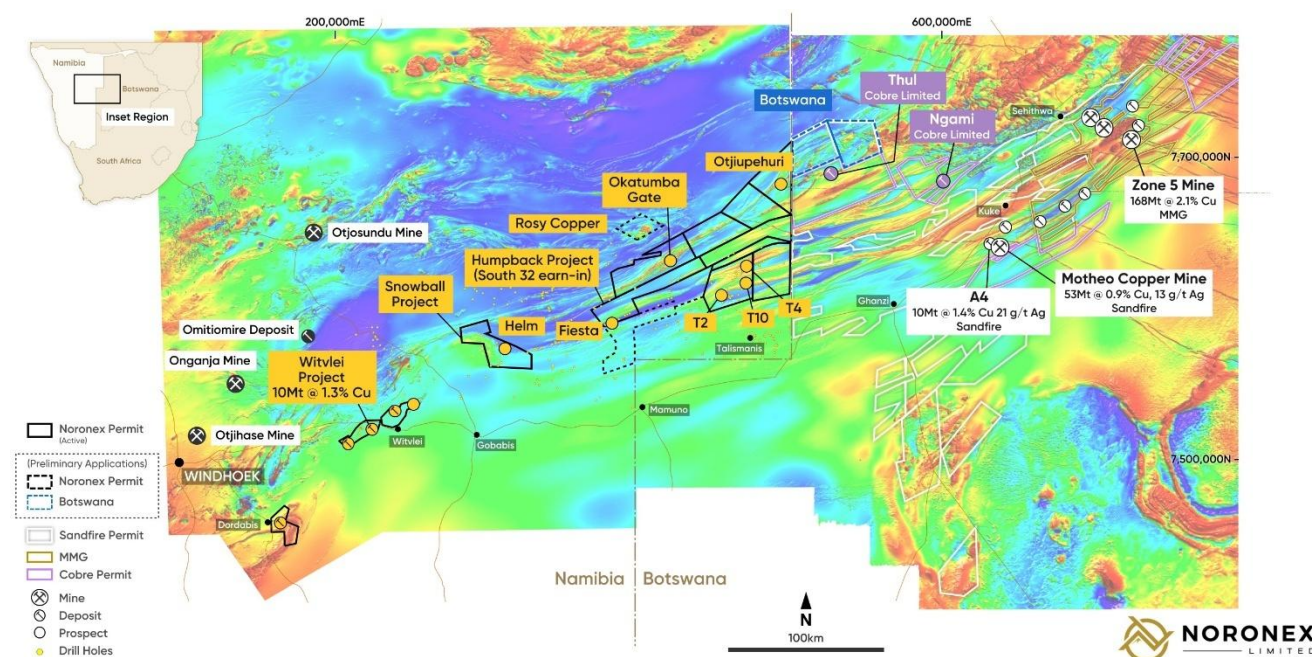 200,000mE
600,000mE
Namibia
Botswana
Inset Region
South Africa
Thul
Cobre Limited
Botswana
Ngami
Cobre Limited
Sehithwa
7,700,000mN
Otjiupehuri
Okatumba
Gate
Zone 5 Mine
168Mt @ 2.1% Cu
MMG
Kuke
Rosy Copper
Otjosundu Mine
Humpback Project
(South 32 earn-in)
Motheo Copper Mine
53Mt @ 0.9% Cu, 13 g/t Ag
Sandfire
Snowball
Project
A4
10Mt @ 1.4% Cu 21 g/t Ag
Sandfire
Ghanzi
T4
T10
T2
Helm
Fiesta
Talismanis
Omitiomire Deposit
Onganja Mine
Witvlei
Project
10Mt @ 1.3% Cu
Mamuno
Otjihase Mine
Witvlei
Gobabis
WINDHOEK
7,500,000mN
Dordabis
Noronex Permit
(Active)
(Preliminary Applications)
Noronex Permit
Botswana
Sandfire Permit
MMG
Cobre Permit
Mine
Deposit
Prospect
Drill Holes
Namibia
Botswana
N
100km
NORONEX
LIMITED